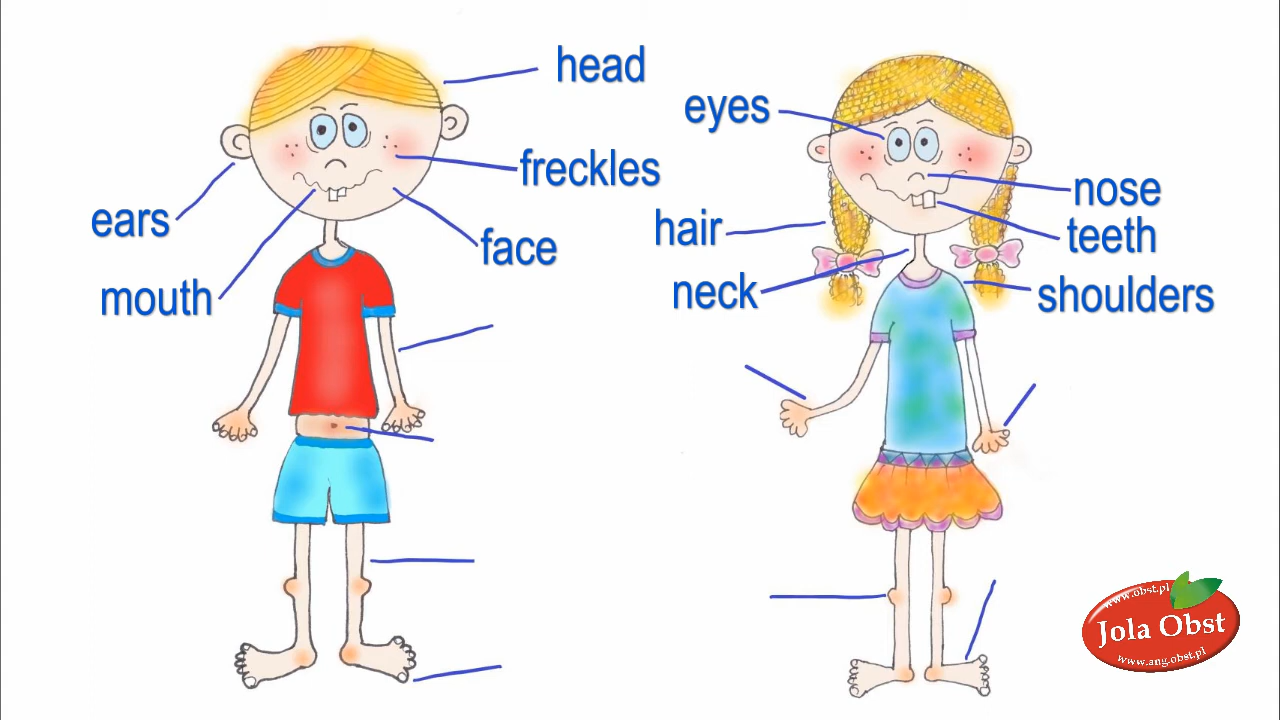 head
freckles
ears
face
mouth
eyes
nose
hair
teeth
neck
shoulders
www.obst.pl
Jola Obst
www.ang.obst.pl